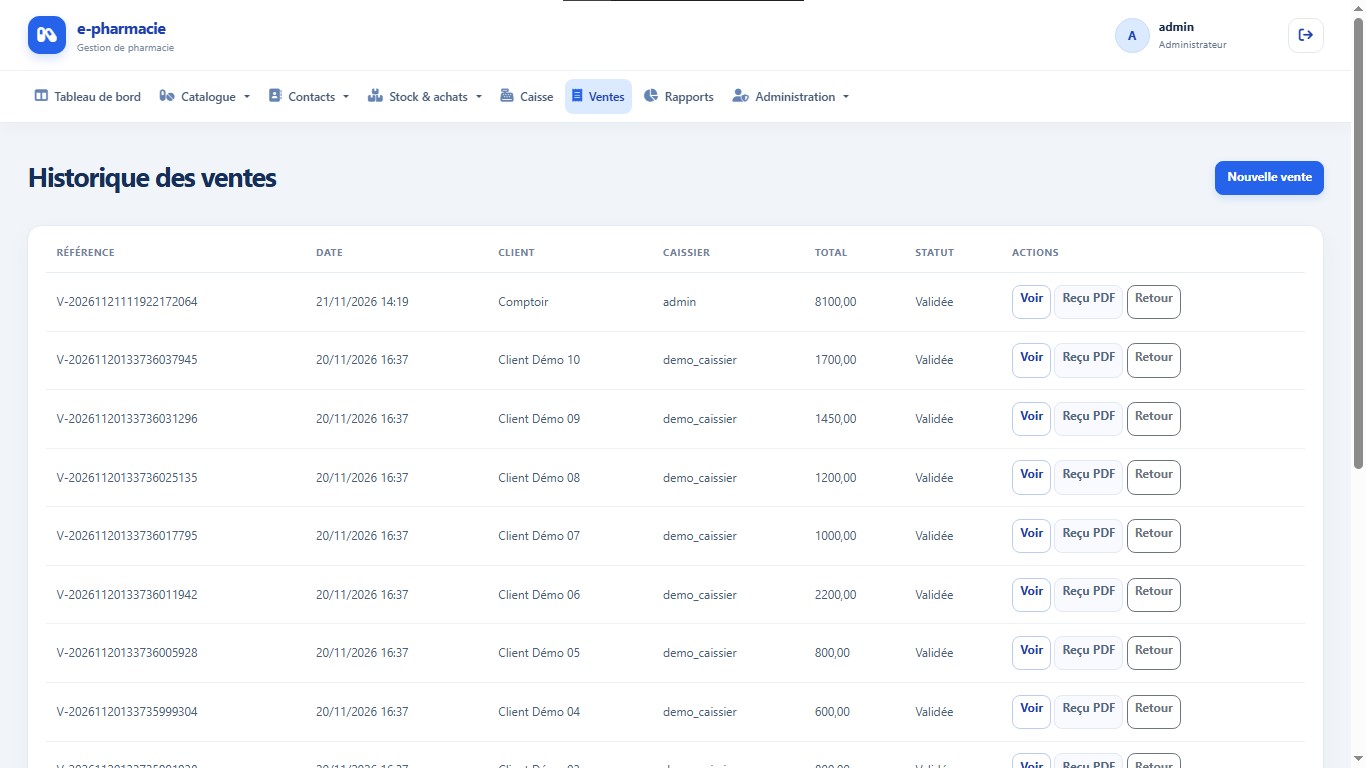 e-pharmacie
Gestion de pharmacie
A
admin
Administrateur
Tableau de bord Catalogue Contacts Stock & achats Caisse Ventes Rapports Administration
Historique des ventes
Nouvelle vente
RÉFÉRENCE DATE CLIENT CAISSIER TOTAL STATUT ACTIONS
V-20261121111922172064 21/11/2026 14:19 Comptoir admin 8100,00 Validée Voir Reçu PDF Retour
V-20261120133736037945 20/11/2026 16:37 Client Démo 10 demo_caissier 1700,00 Validée Voir Reçu PDF Retour
V-20261120133736031296 20/11/2026 16:37 Client Démo 09 demo_caissier 1450,00 Validée Voir Reçu PDF Retour
V-20261120133736025135 20/11/2026 16:37 Client Démo 08 demo_caissier 1200,00 Validée Voir Reçu PDF Retour
V-20261120133736017795 20/11/2026 16:37 Client Démo 07 demo_caissier 1000,00 Validée Voir Reçu PDF Retour
V-20261120133736011942 20/11/2026 16:37 Client Démo 06 demo_caissier 2200,00 Validée Voir Reçu PDF Retour
V-20261120133736005928 20/11/2026 16:37 Client Démo 05 demo_caissier 800,00 Validée Voir Reçu PDF Retour
V-20261120133735999304 20/11/2026 16:37 Client Démo 04 demo_caissier 600,00 Validée Voir Reçu PDF Retour
Voir Reçu PDF Retour